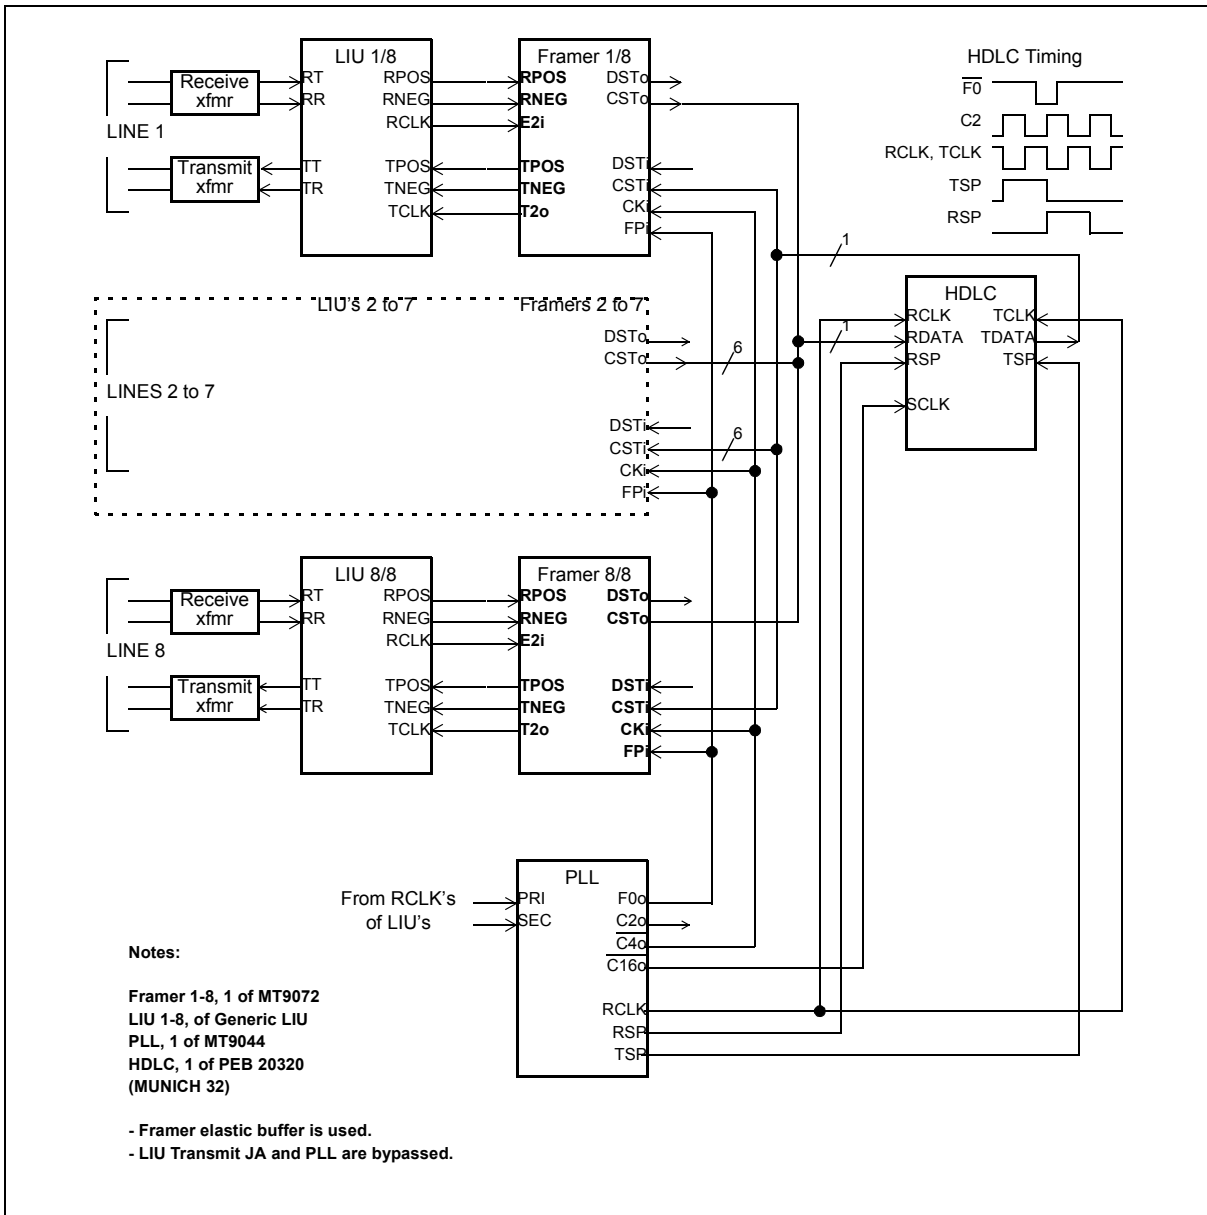 LIU 1/8
Framer 1/8
HDLC Timing
Receive
xfmr
RT
RR
RPOS
RNEG
RCLK
RPOS
RNEG
E2i
DSTo
CSTo
LINE 1
Transmit
xfmr
TT
TR
TPOS
TNEG
TCLK
TPOS
TNEG
T2o
DSTi
CSTi
CKi
FPi
F0
C2
RCLK, TCLK
TSP
RSP
1
LIU's 2 to 7
Framers 2 to 7
DSTo
CSTo
6
LINES 2 to 7
DSTi
CSTi
6
CKi
FPi
1
HDLC
RCLK
TCLK
RDATA
TDATA
RSP
TSP
SCLK
LIU 8/8
Framer 8/8
Receive
xfmr
RT
RR
RPOS
RNEG
RCLK
RPOS
RNEG
E2i
DSTo
CSTo
LINE 8
Transmit
xfmr
TT
TR
TPOS
TNEG
TCLK
TPOS
TNEG
T2o
DSTi
CSTi
CKi
FPi
PLL
From RCLK's
of LIU's
PRI
SEC
F0o
C2o
C4o
C16o
RCLK
RSP
TSP
Notes:
Framer 1-8, 1 of MT9072
LIU 1-8, of Generic LIU
PLL, 1 of MT9044
HDLC, 1 of PEB 20320
(MUNICH 32)
- Framer elastic buffer is used.
- LIU Transmit JA and PLL are bypassed.